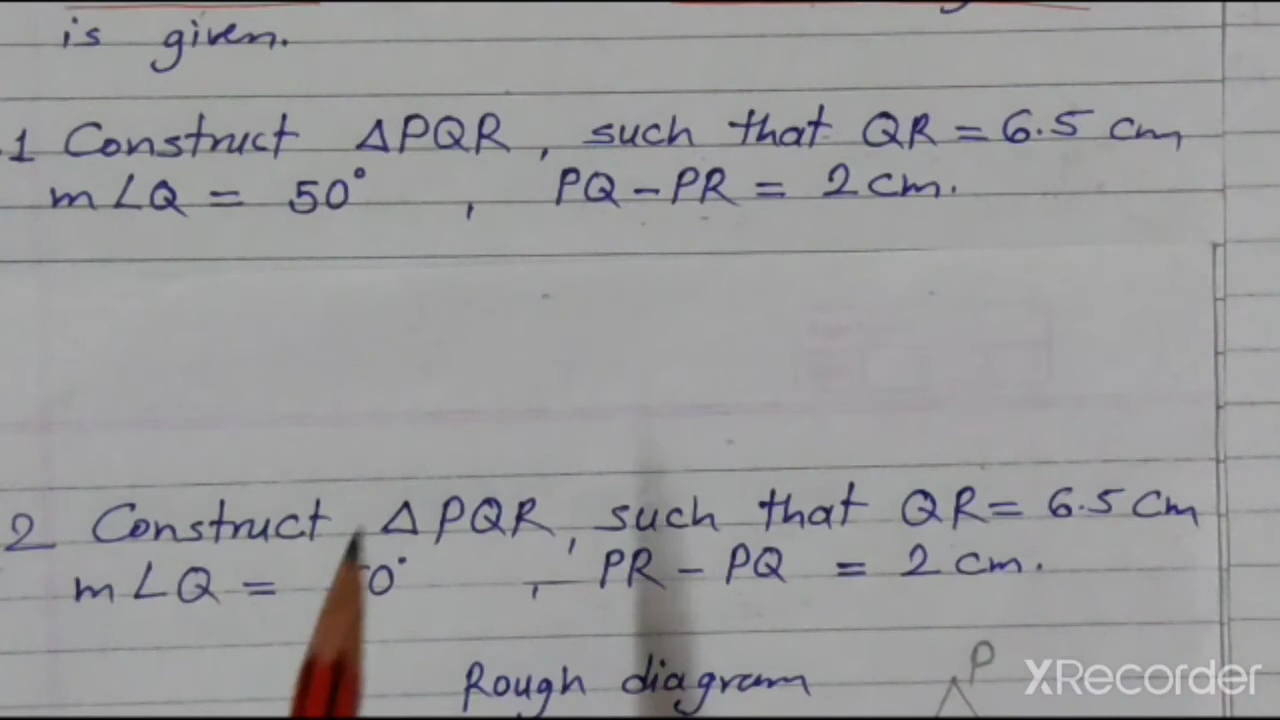 is given.
.1 Construct ΔPQR, such that QR = 6.5 cm
m∠Q = 50° , PQ - PR = 2 cm.
2 Construct ΔPQR, such that QR = 6.5 cm
m∠Q = 0° , PR - PQ = 2 cm.
Rough diagram
P
XRecorder